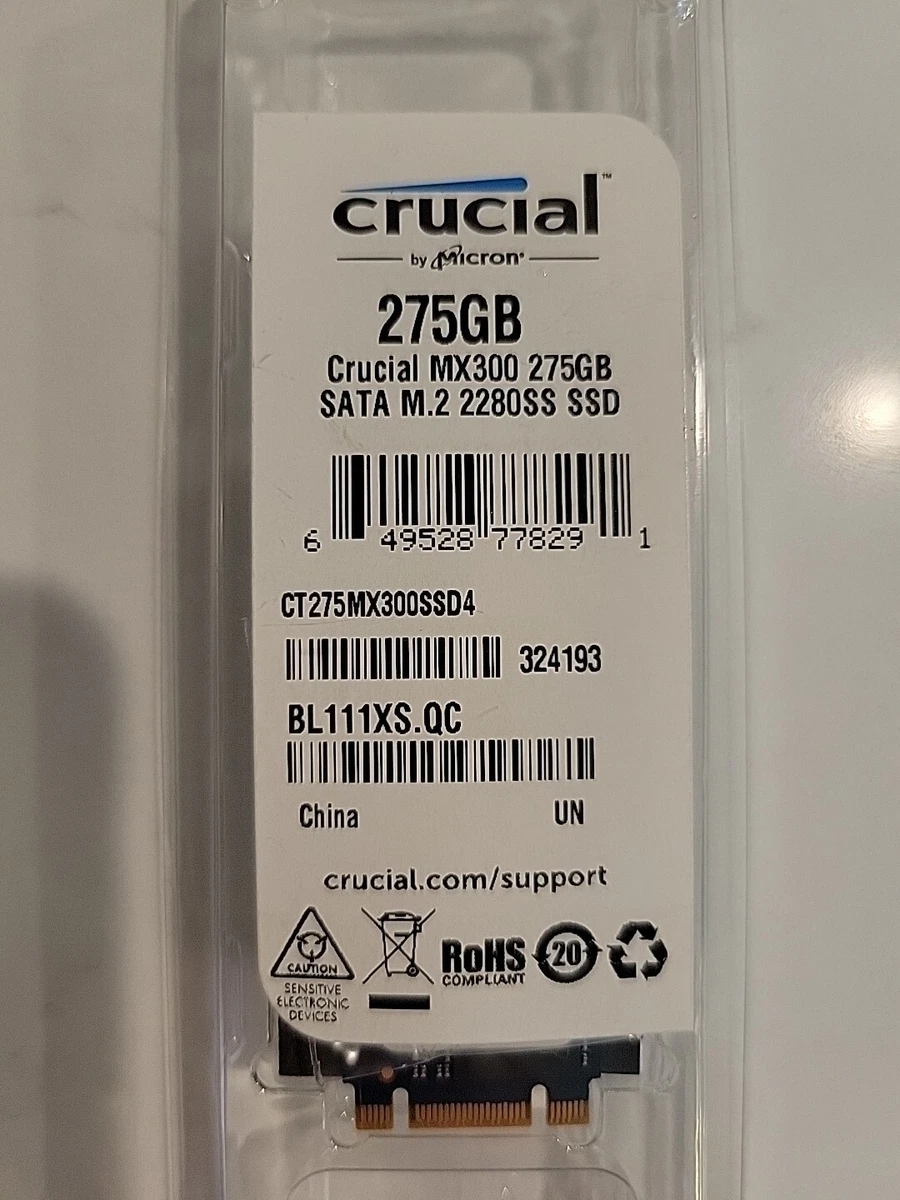 crucial™
by Micron®
275GB
Crucial MX300 275GB
SATA M.2 2280SS SSD
6 49528 77829 1
CT275MX300SSD4
324193
BL111XS.QC
China UN
crucial.com/support
CAUTION
SENSITIVE
ELECTRONIC
DEVICES
RoHS
COMPLIANT
20